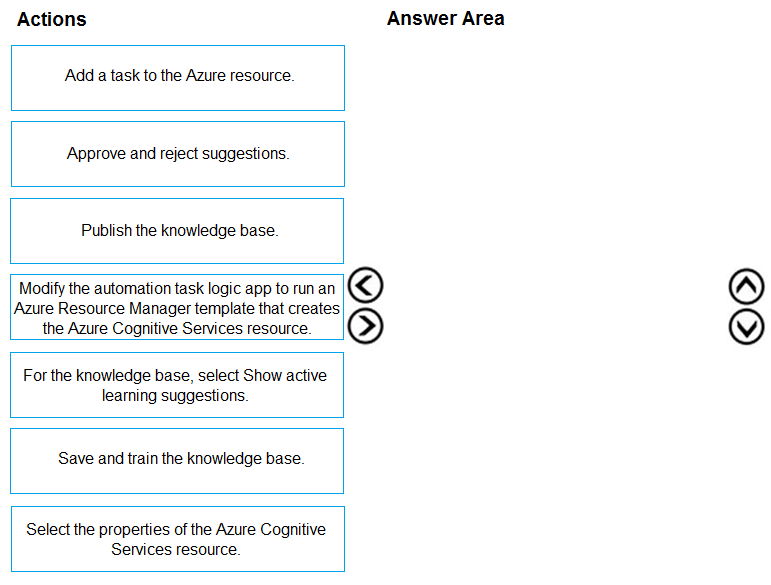 Actions
Answer Area
Add a task to the Azure resource.
Approve and reject suggestions.
Publish the knowledge base.
Modify the automation task logic app to run an
Azure Resource Manager template that creates
the Azure Cognitive Services resource.
For the knowledge base, select Show active
learning suggestions.
Save and train the knowledge base.
Select the properties of the Azure Cognitive
Services resource.